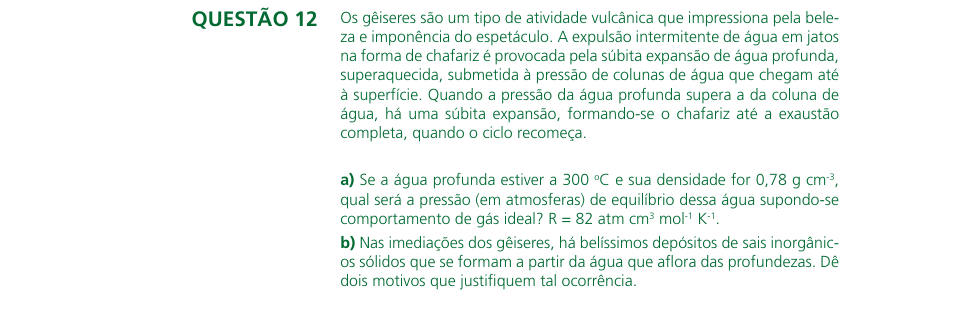 QUESTÃO 12
Os gêiseres são um tipo de atividade vulcânica que impressiona pela bele-
za e imponência do espetáculo. A expulsão intermitente de água em jatos
na forma de chafariz é provocada pela súbita expansão de água profunda,
superaquecida, submetida à pressão de colunas de água que chegam até
à superfície. Quando a pressão da água profunda supera a da coluna de
água, há uma súbita expansão, formando-se o chafariz até a exaustão
completa, quando o ciclo recomeça.
a) Se a água profunda estiver a 300 ºC e sua densidade for 0,78 g cm⁻³,
qual será a pressão (em atmosferas) de equilíbrio dessa água supondo-se
comportamento de gás ideal? R = 82 atm cm³ mol⁻¹ K⁻¹.
b) Nas imediações dos gêiseres, há belíssimos depósitos de sais inorgânic-
os sólidos que se formam a partir da água que aflora das profundezas. Dê
dois motivos que justifiquem tal ocorrência.